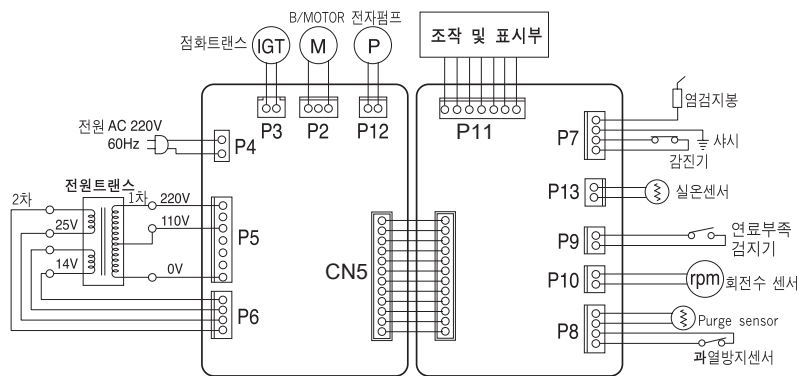 B/MOTOR 전자펌프
점화트랜스 IGT M P
조작 및 표시부
P3 P2 P12 P11
전원 AC 220V
60Hz
P4
전원트랜스
2차 1차 220V
25V 110V
14V 0V
P5
P6
CN5
P7
염검지봉
샤시
감진기
P13 실온센서
P9 연료부족
검지기
P10 rpm 회전수 센서
P8 Purge sensor
과열방지센서